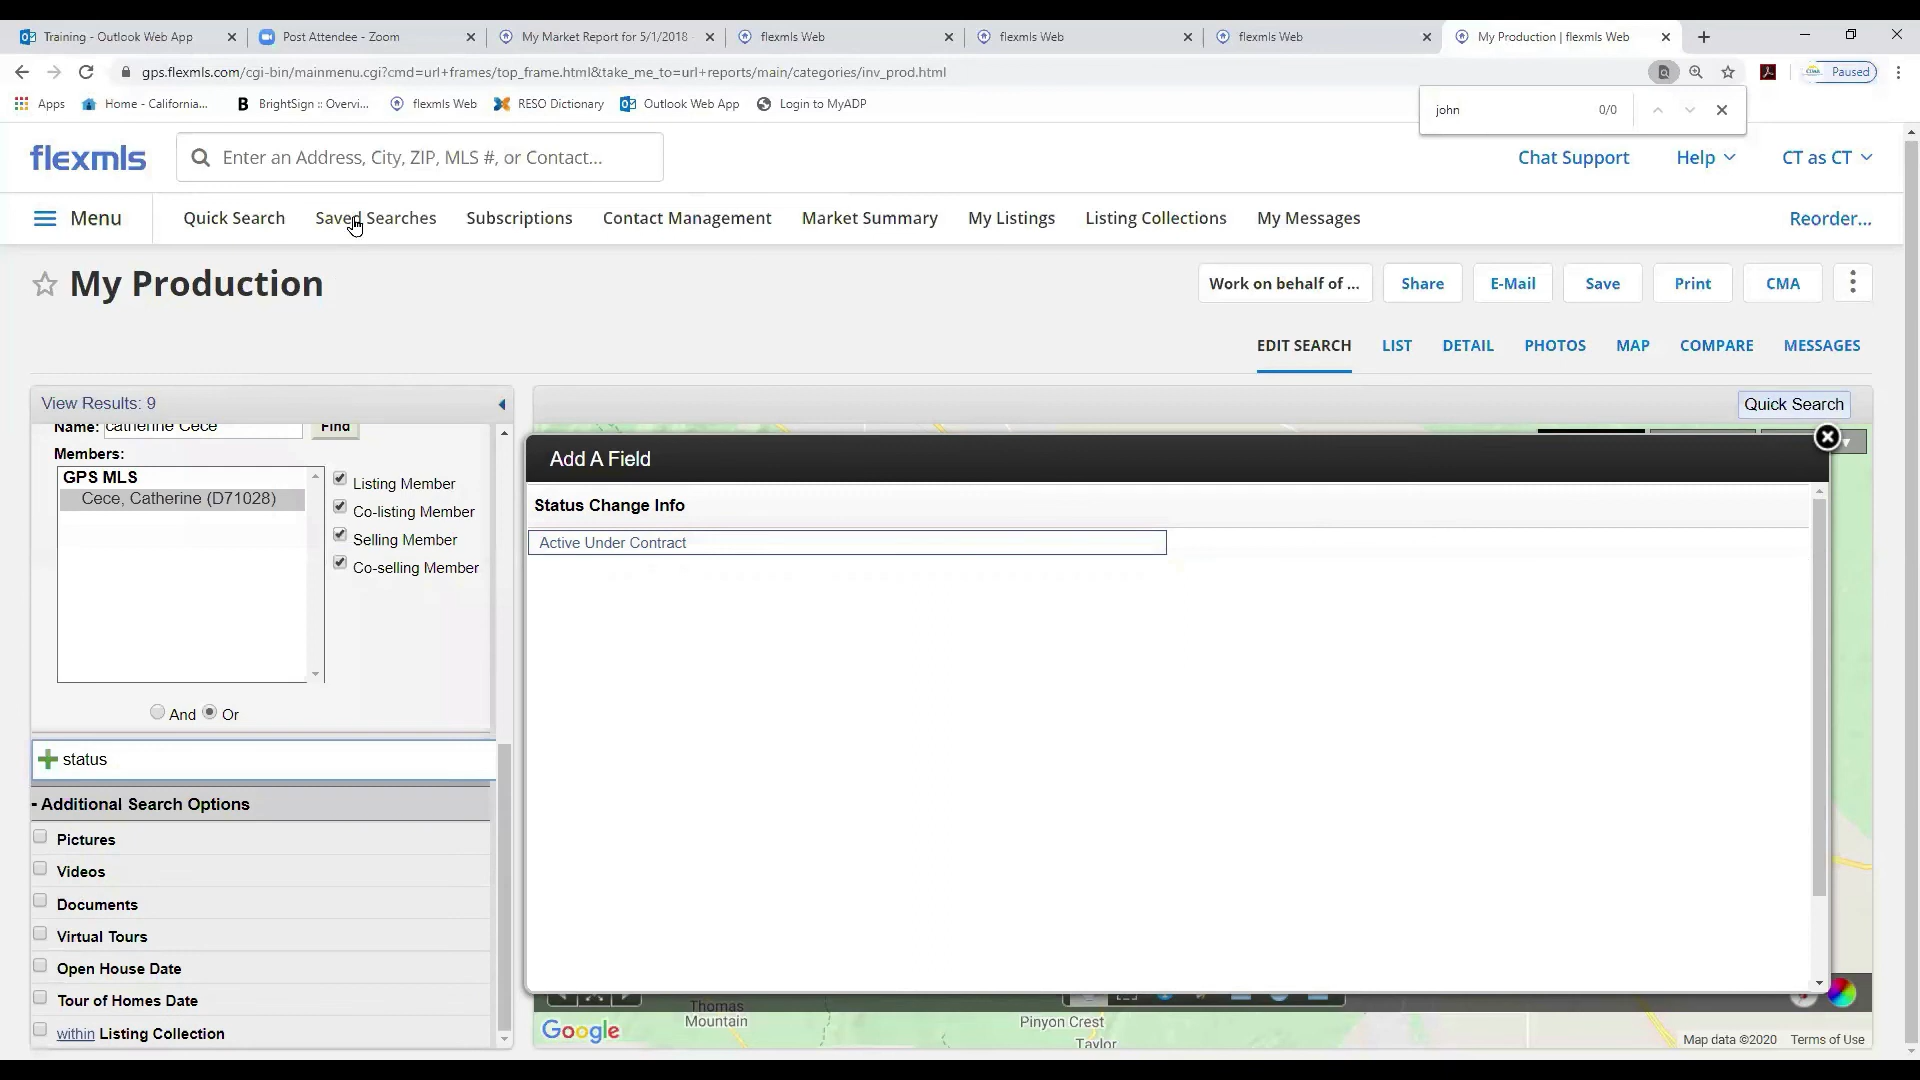 Training - Outlook Web App
Post Attendee - Zoom
My Market Report for 5/1/2018
flexmls Web
flexmls Web
flexmls Web
My Production | flexmls Web
gps.flexmls.com/cgi-bin/mainmenu.cgi?cmd=url+frames/top_frame.html&take_me_to=url+reports/main/categories/inv_prod.html
Paused
Apps
Home - California...
BrightSign :: Overvi...
flexmls Web
RESO Dictionary
Outlook Web App
Login to MyADP
john 0/0
flexmls
Enter an Address, City, ZIP, MLS #, or Contact...
Chat Support
Help
CT as CT
Menu
Quick Search
Saved Searches
Subscriptions
Contact Management
Market Summary
My Listings
Listing Collections
My Messages
Reorder...
My Production
Work on behalf of ...
Share
E-Mail
Save
Print
CMA
EDIT SEARCH
LIST
DETAIL
PHOTOS
MAP
COMPARE
MESSAGES
View Results: 9
Quick Search
Name: catherine Cece
Find
Members:
GPS MLS
Cece, Catherine (D71028)
Listing Member
Co-listing Member
Selling Member
Co-selling Member
And
Or
status
- Additional Search Options
Pictures
Videos
Documents
Virtual Tours
Open House Date
Tour of Homes Date
within Listing Collection
Add A Field
Status Change Info
Active Under Contract
Thomas
Mountain
Pinyon Crest
Taylor
Google
Map data ©2020
Terms of Use